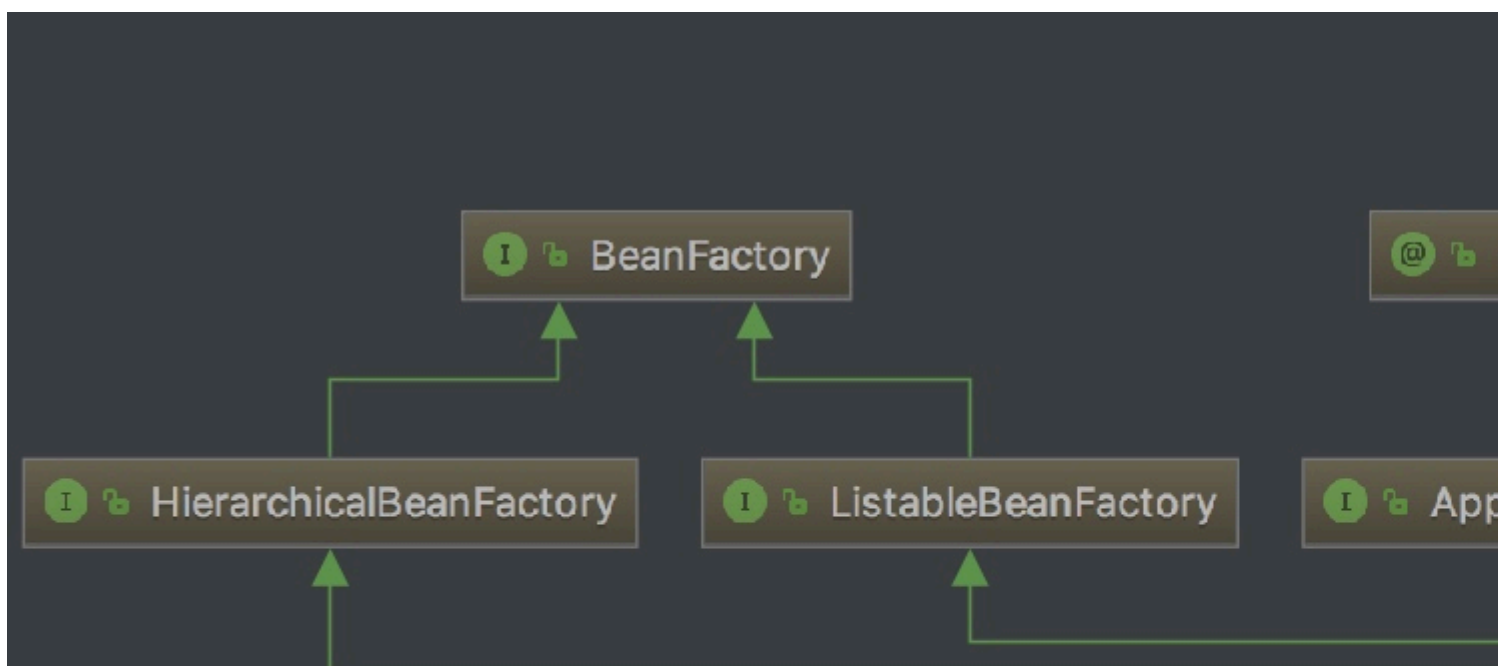 I BeanFactory
@
I HierarchicalBeanFactory
I ListableBeanFactory
I App